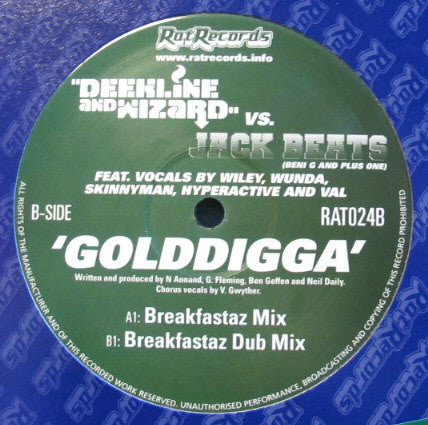 RatRecords
www.ratrecords.info
"DEEKLINE
AND WIZARD" vs.
JACK BEATS
(BENI G AND PLUS ONE)
FEAT. VOCALS BY WILEY, WUNDA,
SKINNYMAN, HYPERACTIVE AND VAL
B-SIDE
RAT024B
'GOLDDIGGA'
Written and produced by N Annand, G. Fleming, Ben Geffen and Neil Daily.
Chorus vocals by V. Gwyther.
A1: Breakfastaz Mix
B1: Breakfastaz Dub Mix
ALL RIGHTS OF THE MANUFACTURER AND OF THIS RECORDED WORK RESERVED. UNAUTHORISED PERFORMANCE, BROADCASTING AND COPYING OF THIS RECORD PROHIBITED